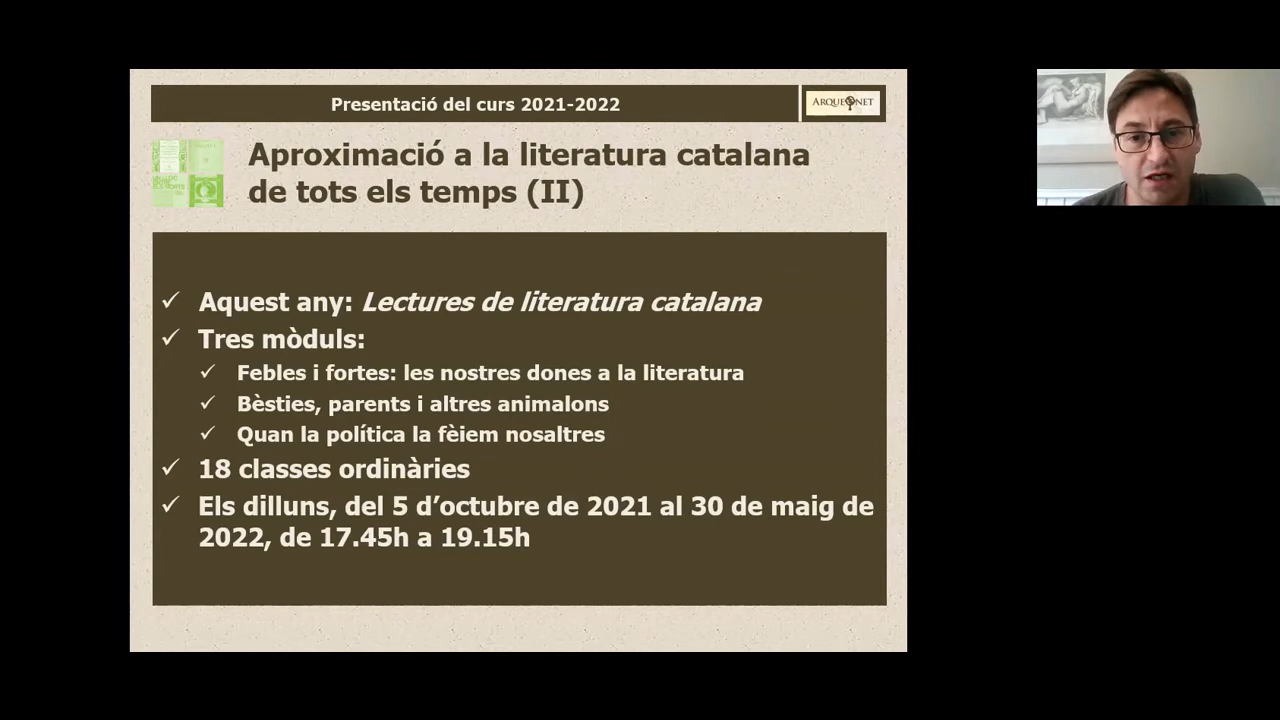 Presentació del curs 2021-2022
ARQUEONET
Aproximació a la literatura catalana
de tots els temps (II)
Aquest any: Lectures de literatura catalana
Tres mòduls:
Febles i fortes: les nostres dones a la literatura
Bèsties, parents i altres animalons
Quan la política la fèiem nosaltres
18 classes ordinàries
Els dilluns, del 5 d’octubre de 2021 al 30 de maig de
2022, de 17.45h a 19.15h